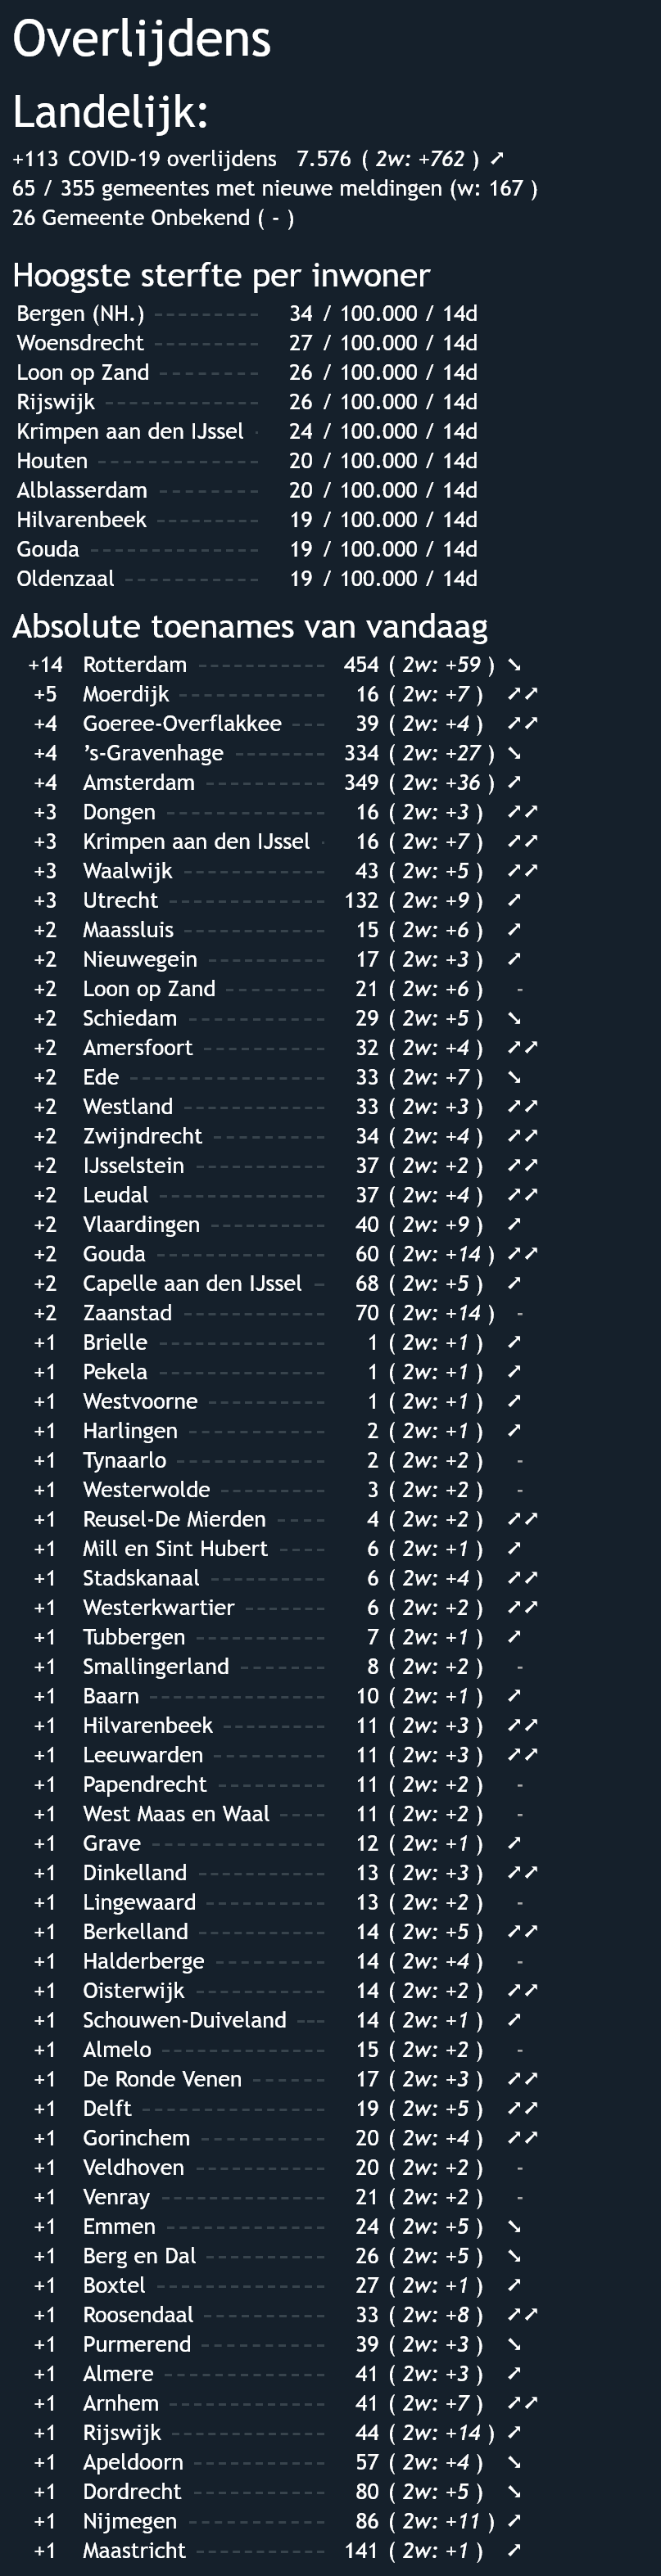 Overlijdens
Landelijk:
+113 COVID-19 overlijdens 7.576 ( 2w: +762 ) ➚
65 / 355 gemeentes met nieuwe meldingen (w: 167 )
26 Gemeente Onbekend ( - )
Hoogste sterfte per inwoner
Bergen (NH.) --------- 34 / 100.000 / 14d
Woensdrecht --------- 27 / 100.000 / 14d
Loon op Zand -------- 26 / 100.000 / 14d
Rijswijk ------------- 26 / 100.000 / 14d
Krimpen aan den IJssel - 24 / 100.000 / 14d
Houten -------------- 20 / 100.000 / 14d
Alblasserdam -------- 20 / 100.000 / 14d
Hilvarenbeek -------- 19 / 100.000 / 14d
Gouda -------------- 19 / 100.000 / 14d
Oldenzaal ----------- 19 / 100.000 / 14d
Absolute toenames van vandaag
+14 Rotterdam ----------- 454 ( 2w: +59 ) ➘
+5 Moerdijk ------------- 16 ( 2w: +7 ) ➚➚
+4 Goeree-Overflakkee --- 39 ( 2w: +4 ) ➚➚
+4 ’s-Gravenhage -------- 334 ( 2w: +27 ) ➘
+4 Amsterdam ----------- 349 ( 2w: +36 ) ➚
+3 Dongen -------------- 16 ( 2w: +3 ) ➚➚
+3 Krimpen aan den IJssel - 16 ( 2w: +7 ) ➚➚
+3 Waalwijk ------------ 43 ( 2w: +5 ) ➚➚
+3 Utrecht -------------- 132 ( 2w: +9 ) ➚
+2 Maassluis ------------ 15 ( 2w: +6 ) ➚
+2 Nieuwegein ---------- 17 ( 2w: +3 ) ➚
+2 Loon op Zand -------- 21 ( 2w: +6 ) -
+2 Schiedam ------------ 29 ( 2w: +5 ) ➘
+2 Amersfoort ---------- 32 ( 2w: +4 ) ➚➚
+2 Ede ----------------- 33 ( 2w: +7 ) ➘
+2 Westland ------------ 33 ( 2w: +3 ) ➚➚
+2 Zwijndrecht ---------- 34 ( 2w: +4 ) ➚➚
+2 IJsselstein ----------- 37 ( 2w: +2 ) ➚➚
+2 Leudal -------------- 37 ( 2w: +4 ) ➚➚
+2 Vlaardingen ---------- 40 ( 2w: +9 ) ➚
+2 Gouda -------------- 60 ( 2w: +14 ) ➚➚
+2 Capelle aan den IJssel - 68 ( 2w: +5 ) ➚
+2 Zaanstad ------------ 70 ( 2w: +14 ) -
+1 Brielle -------------- 1 ( 2w: +1 ) ➚
+1 Pekela -------------- 1 ( 2w: +1 ) ➚
+1 Westvoorne ---------- 1 ( 2w: +1 ) ➚
+1 Harlingen ------------ 2 ( 2w: +1 ) ➚
+1 Tynaarlo ------------- 2 ( 2w: +2 ) -
+1 Westerwolde --------- 3 ( 2w: +2 ) -
+1 Reusel-De Mierden ---- 4 ( 2w: +2 ) ➚➚
+1 Mill en Sint Hubert ---- 6 ( 2w: +1 ) ➚
+1 Stadskanaal ---------- 6 ( 2w: +4 ) ➚➚
+1 Westerkwartier ------- 6 ( 2w: +2 ) ➚➚
+1 Tubbergen ----------- 7 ( 2w: +1 ) ➚
+1 Smallingerland ------- 8 ( 2w: +2 ) -
+1 Baarn --------------- 10 ( 2w: +1 ) ➚
+1 Hilvarenbeek -------- 11 ( 2w: +3 ) ➚➚
+1 Leeuwarden ---------- 11 ( 2w: +3 ) ➚➚
+1 Papendrecht --------- 11 ( 2w: +2 ) -
+1 West Maas en Waal ---- 11 ( 2w: +2 ) -
+1 Grave --------------- 12 ( 2w: +1 ) ➚
+1 Dinkelland ----------- 13 ( 2w: +3 ) ➚➚
+1 Lingewaard ---------- 13 ( 2w: +2 ) -
+1 Berkelland ----------- 14 ( 2w: +5 ) ➚➚
+1 Halderberge --------- 14 ( 2w: +4 ) -
+1 Oisterwijk ----------- 14 ( 2w: +2 ) ➚➚
+1 Schouwen-Duiveland --- 14 ( 2w: +1 ) ➚
+1 Almelo -------------- 15 ( 2w: +2 ) -
+1 De Ronde Venen ------ 17 ( 2w: +3 ) ➚➚
+1 Delft ---------------- 19 ( 2w: +5 ) ➚➚
+1 Gorinchem ---------- 20 ( 2w: +4 ) ➚➚
+1 Veldhoven ----------- 20 ( 2w: +2 ) -
+1 Venray -------------- 21 ( 2w: +2 ) -
+1 Emmen -------------- 24 ( 2w: +5 ) ➘
+1 Berg en Dal ---------- 26 ( 2w: +5 ) ➘
+1 Boxtel -------------- 27 ( 2w: +1 ) ➚
+1 Roosendaal ---------- 33 ( 2w: +8 ) ➚➚
+1 Purmerend ---------- 39 ( 2w: +3 ) ➘
+1 Almere -------------- 41 ( 2w: +3 ) ➚
+1 Arnhem ------------- 41 ( 2w: +7 ) ➚➚
+1 Rijswijk ------------- 44 ( 2w: +14 ) ➚
+1 Apeldoorn ----------- 57 ( 2w: +4 ) ➘
+1 Dordrecht ----------- 80 ( 2w: +5 ) ➘
+1 Nijmegen ------------ 86 ( 2w: +11 ) ➚
+1 Maastricht ----------- 141 ( 2w: +1 ) ➚